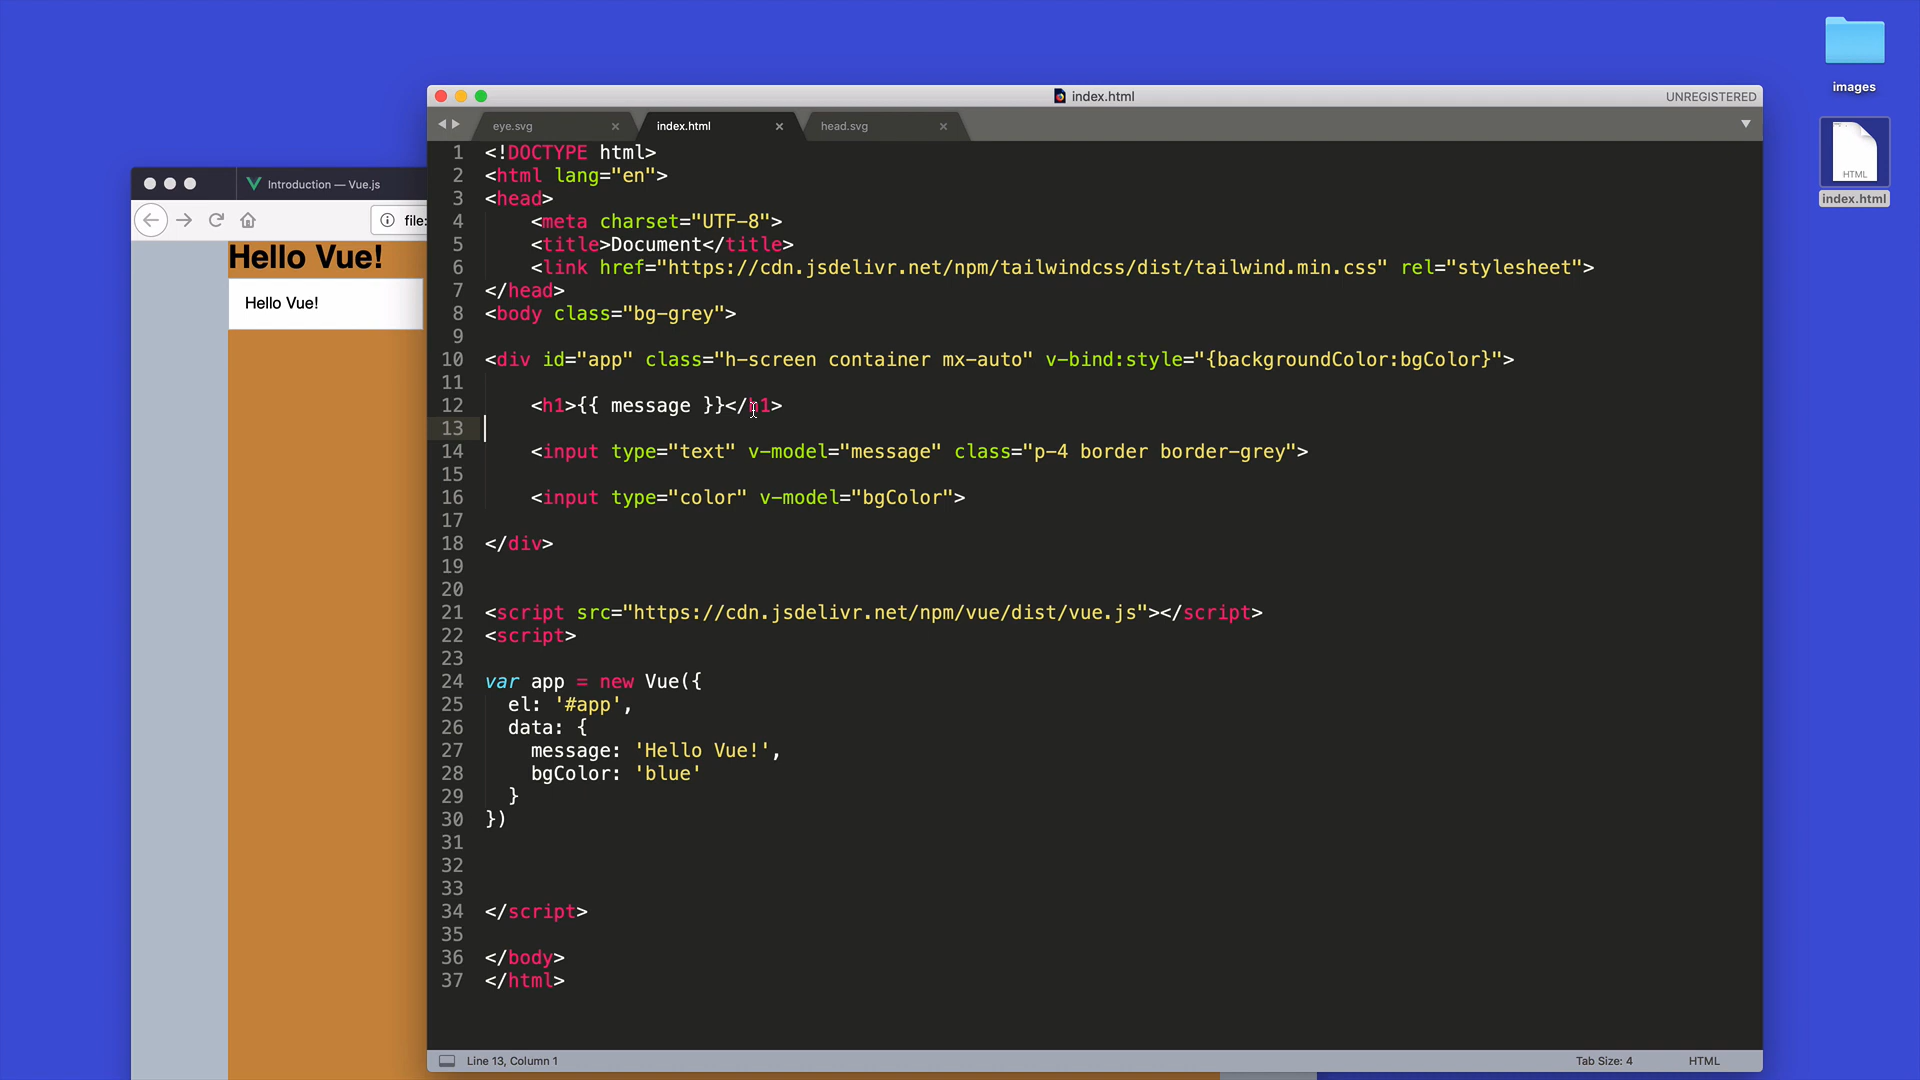 images
HTML
index.html
index.html
UNREGISTERED
eye.svg
index.html
head.svg
Introduction — Vue.js
file:
Hello Vue!
Hello Vue!
1 <!DOCTYPE html>
2 <html lang="en">
3 <head>
4     <meta charset="UTF-8">
5     <title>Document</title>
6     <link href="https://cdn.jsdelivr.net/npm/tailwindcss/dist/tailwind.min.css" rel="stylesheet">
7 </head>
8 <body class="bg-grey">
9
10 <div id="app" class="h-screen container mx-auto" v-bind:style="{backgroundColor:bgColor}">
11
12     <h1>{{ message }}</h1>
13
14     <input type="text" v-model="message" class="p-4 border border-grey">
15
16     <input type="color" v-model="bgColor">
17
18 </div>
19
20
21 <script src="https://cdn.jsdelivr.net/npm/vue/dist/vue.js"></script>
22 <script>
23
24 var app = new Vue({
25   el: '#app',
26   data: {
27     message: 'Hello Vue!',
28     bgColor: 'blue'
29   }
30 })
31
32
33
34 </script>
35
36 </body>
37 </html>
Line 13, Column 1
Tab Size: 4
HTML